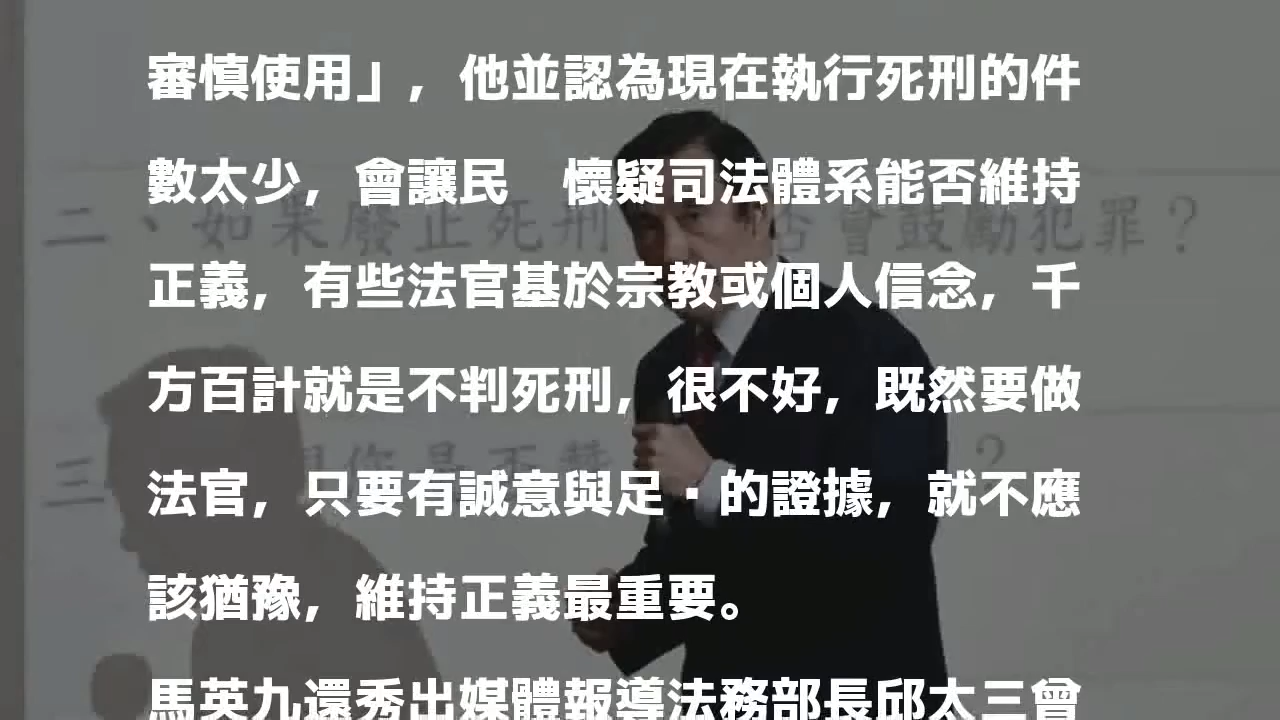 審慎使用」，他並認為現在執行死刑的件
數太少，會讓民　懷疑司法體系能否維持
二、如果廢止死刑 否會鼓勵犯罪？
正義，有些法官基於宗教或個人信念，千
方百計就是不判死刑，很不好，既然要做
三 ？
法官，只要有誠意與足·的證據，就不應
該猶豫，維持正義最重要。
馬英九還秀出媒體報導法務部長邱太三曾